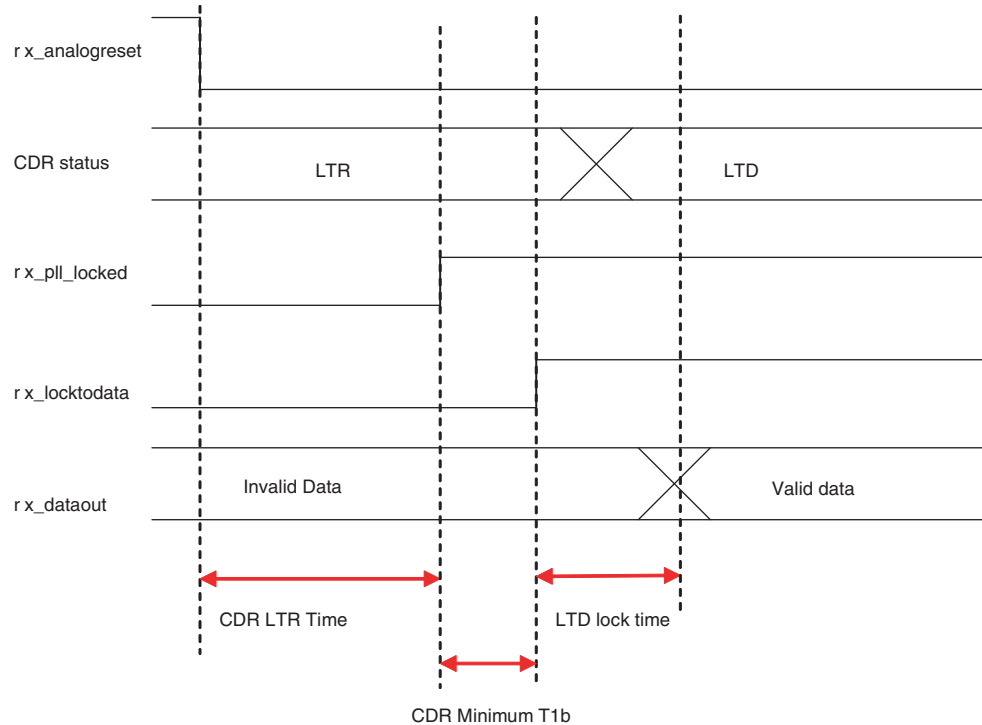 r x_analogreset
CDR status
LTR
LTD
r x_pll_locked
r x_locktodata
r x_dataout
Invalid Data
Valid data
CDR LTR Time
LTD lock time
CDR Minimum T1b